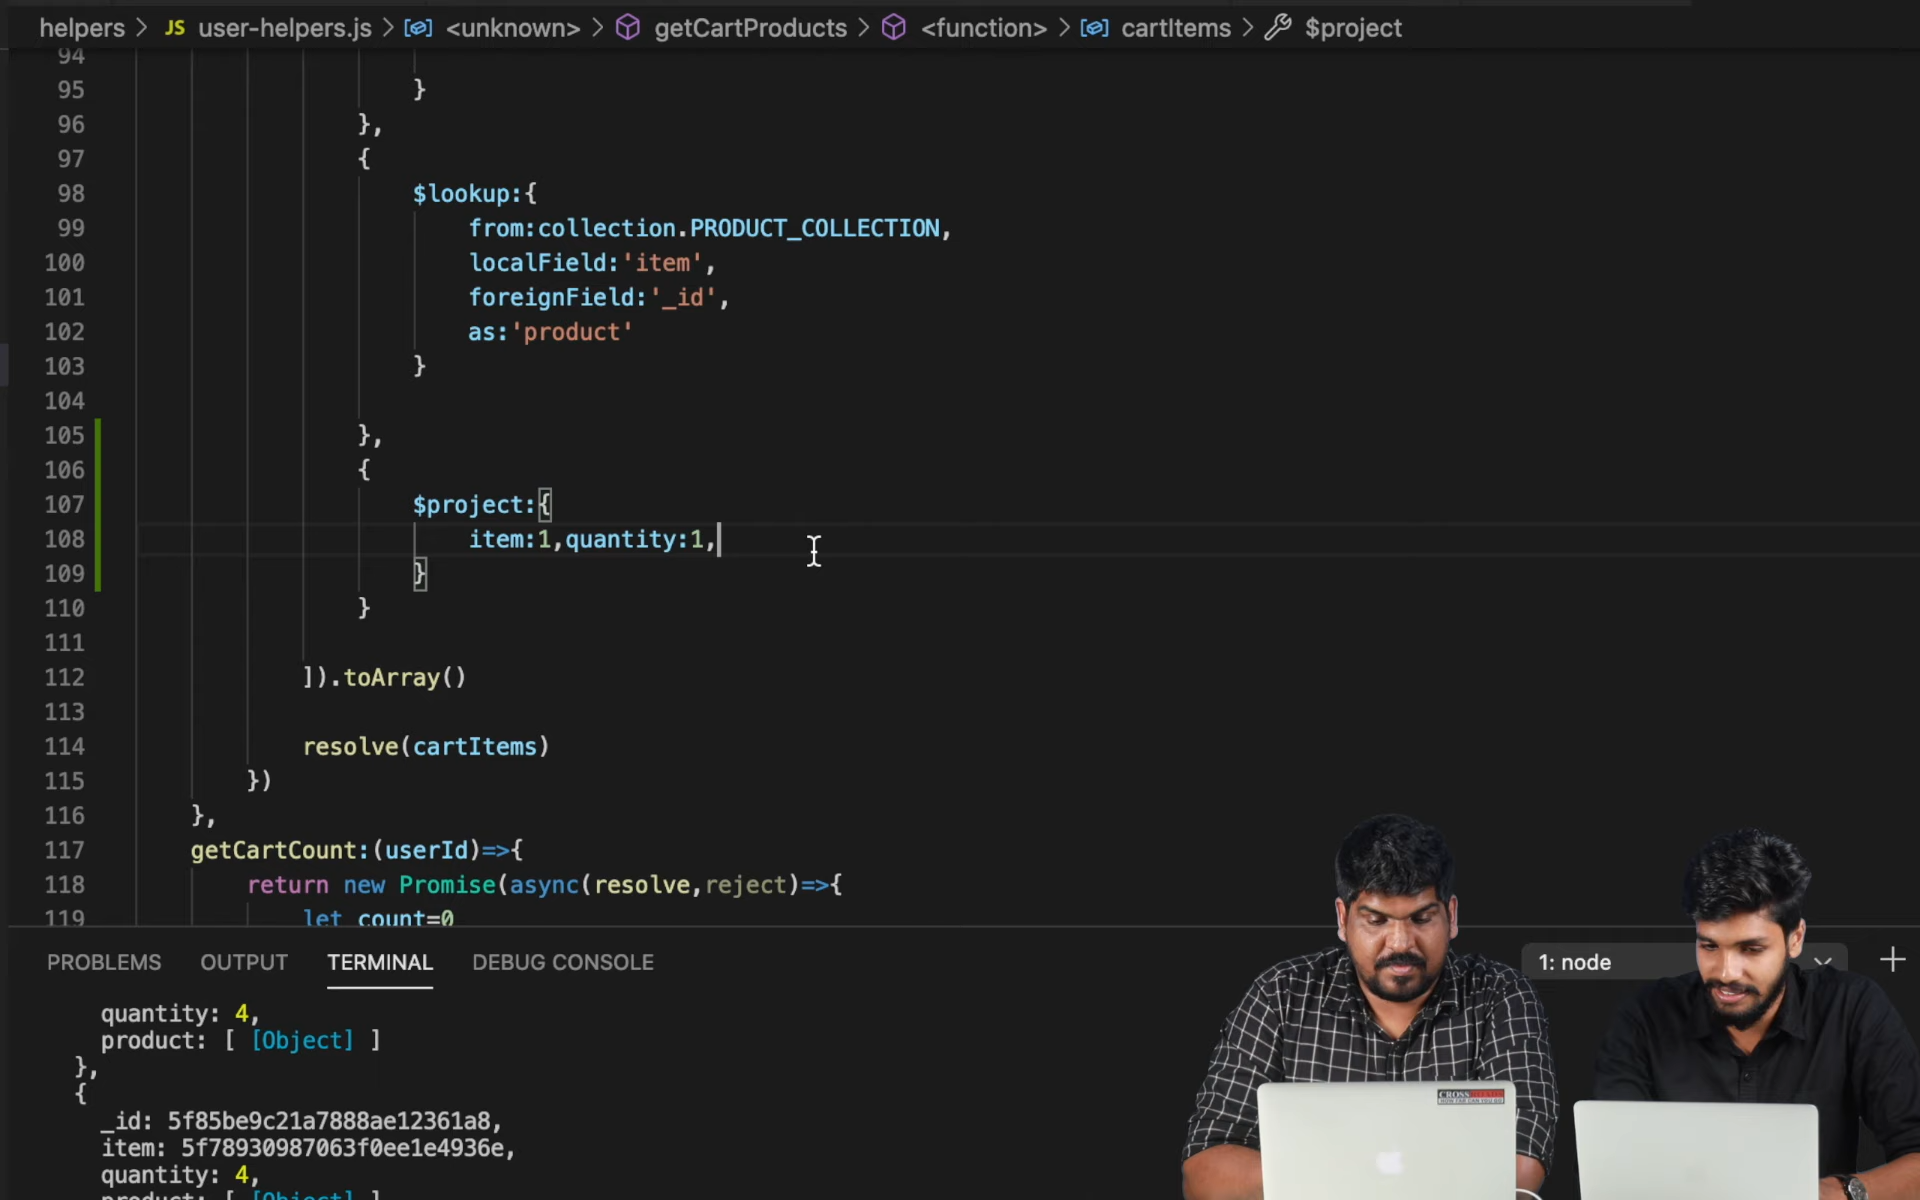 helpers > JS user-helpers.js > <unknown> > getCartProducts > <function> > cartItems > $project
94
95 }
96 },
97 {
98 $lookup:{
99 from:collection.PRODUCT_COLLECTION,
100 localField:'item',
101 foreignField:'_id',
102 as:'product'
103 }
104
105 },
106 {
107 $project:{
108 item:1,quantity:1,
109 }
110 }
111
112 ]).toArray()
113
114 resolve(cartItems)
115 })
116 },
117 getCartCount:(userId)=>{
118 return new Promise(async(resolve,reject)=>{
119 let count=0
PROBLEMS OUTPUT TERMINAL DEBUG CONSOLE 1: node
quantity: 4,
product: [ [Object] ]
},
{
_id: 5f85be9c21a7888ae12361a8,
item: 5f78930987063f0ee1e4936e,
quantity: 4,
product: [ [Object] ]
CROSS